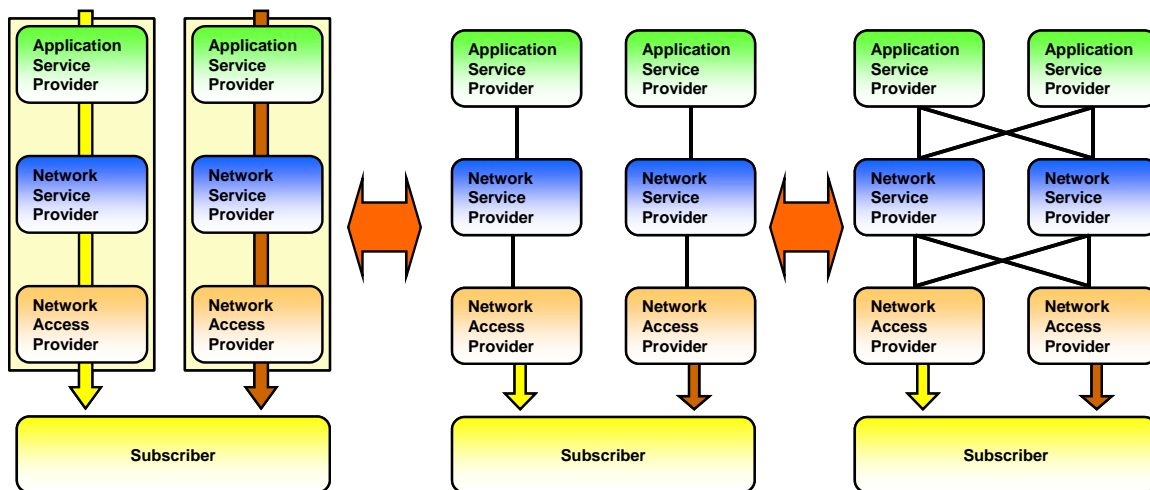 Application
Service
Provider
Application
Service
Provider
Application
Service
Provider
Application
Service
Provider
Application
Service
Provider
Application
Service
Provider
Network
Service
Provider
Network
Service
Provider
Network
Service
Provider
Network
Service
Provider
Network
Service
Provider
Network
Service
Provider
Network
Access
Provider
Network
Access
Provider
Network
Access
Provider
Network
Access
Provider
Network
Access
Provider
Network
Access
Provider
Subscriber
Subscriber
Subscriber